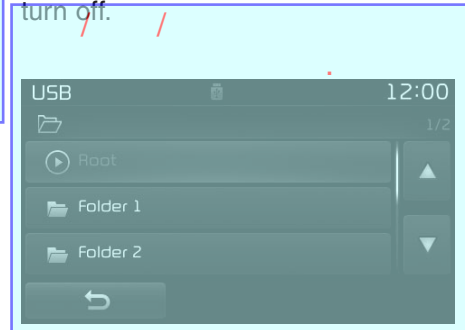 turn off.
USB 12:00
1/2
Root
Folder 1
Folder 2